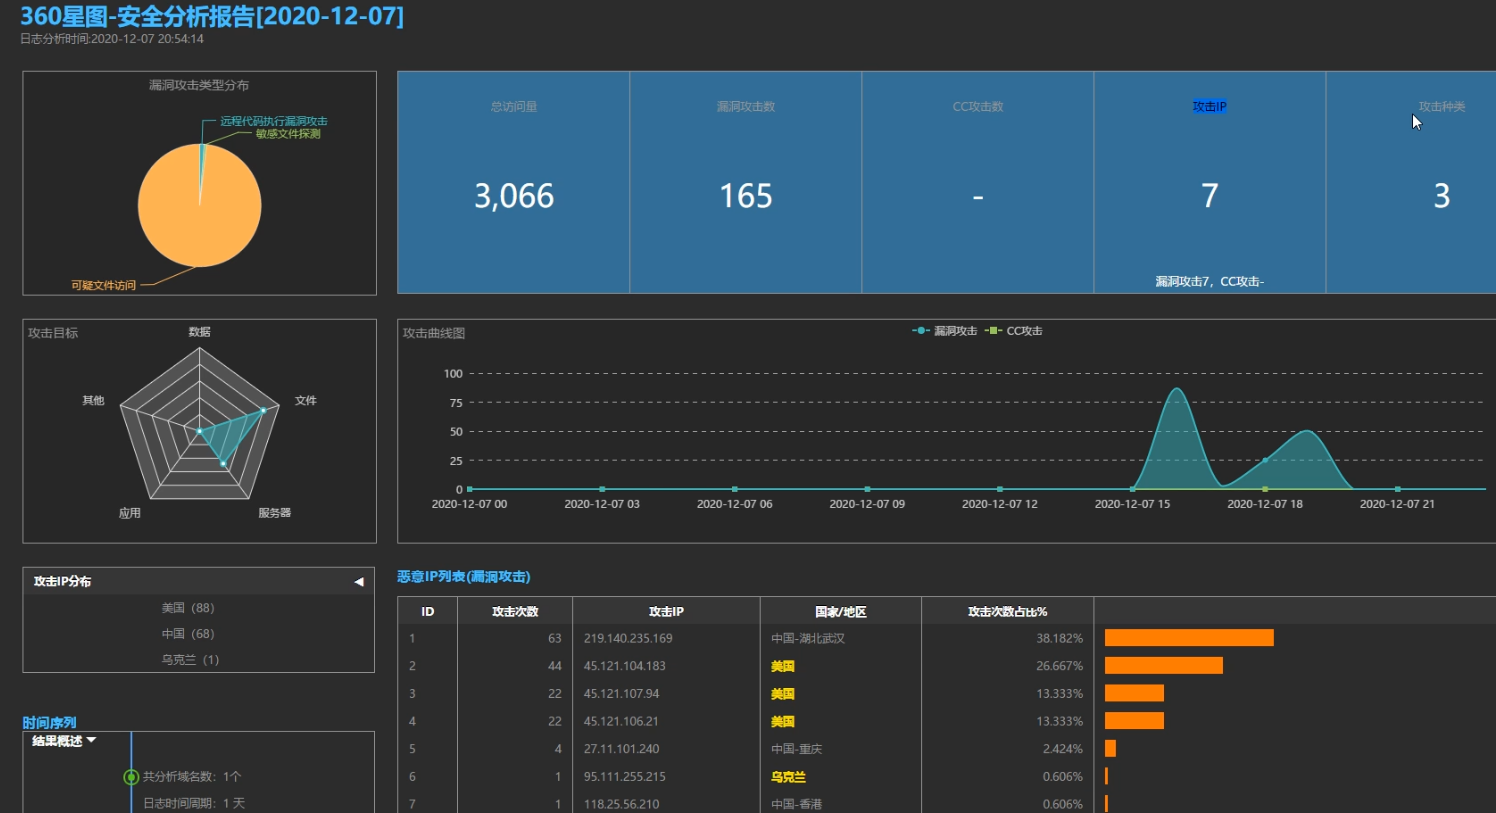 360星图-安全分析报告[2020-12-07]
日志分析时间:2020-12-07 20:54:14
漏洞攻击类型分布
远程代码执行漏洞攻击
敏感文件探测
可疑文件访问
总访问量
3,066
漏洞攻击数
165
CC攻击数
-
攻击IP
7
漏洞攻击7，CC攻击-
攻击种类
3
攻击目标
数据
其他
文件
应用
服务器
攻击曲线图
漏洞攻击 CC攻击
100
75
50
25
0
2020-12-07 00 2020-12-07 03 2020-12-07 06 2020-12-07 09 2020-12-07 12 2020-12-07 15 2020-12-07 18 2020-12-07 21
攻击IP分布
美国（88）
中国（68）
乌克兰（1）
时间序列
结果概述
共分析域名数：1个
日志时间周期：1 天
恶意IP列表(漏洞攻击)
ID 攻击次数 攻击IP 国家/地区 攻击次数占比%
1 63 219.140.235.169 中国-湖北武汉 38.182%
2 44 45.121.104.183 美国 26.667%
3 22 45.121.107.94 美国 13.333%
4 22 45.121.106.21 美国 13.333%
5 4 27.11.101.240 中国-重庆 2.424%
6 1 95.111.255.215 乌克兰 0.606%
7 1 118.25.56.210 中国-香港 0.606%